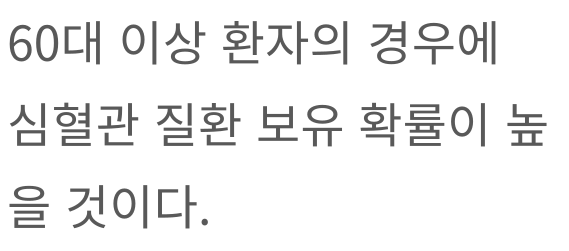 60대 이상 환자의 경우에
심혈관 질환 보유 확률이 높
을 것이다.